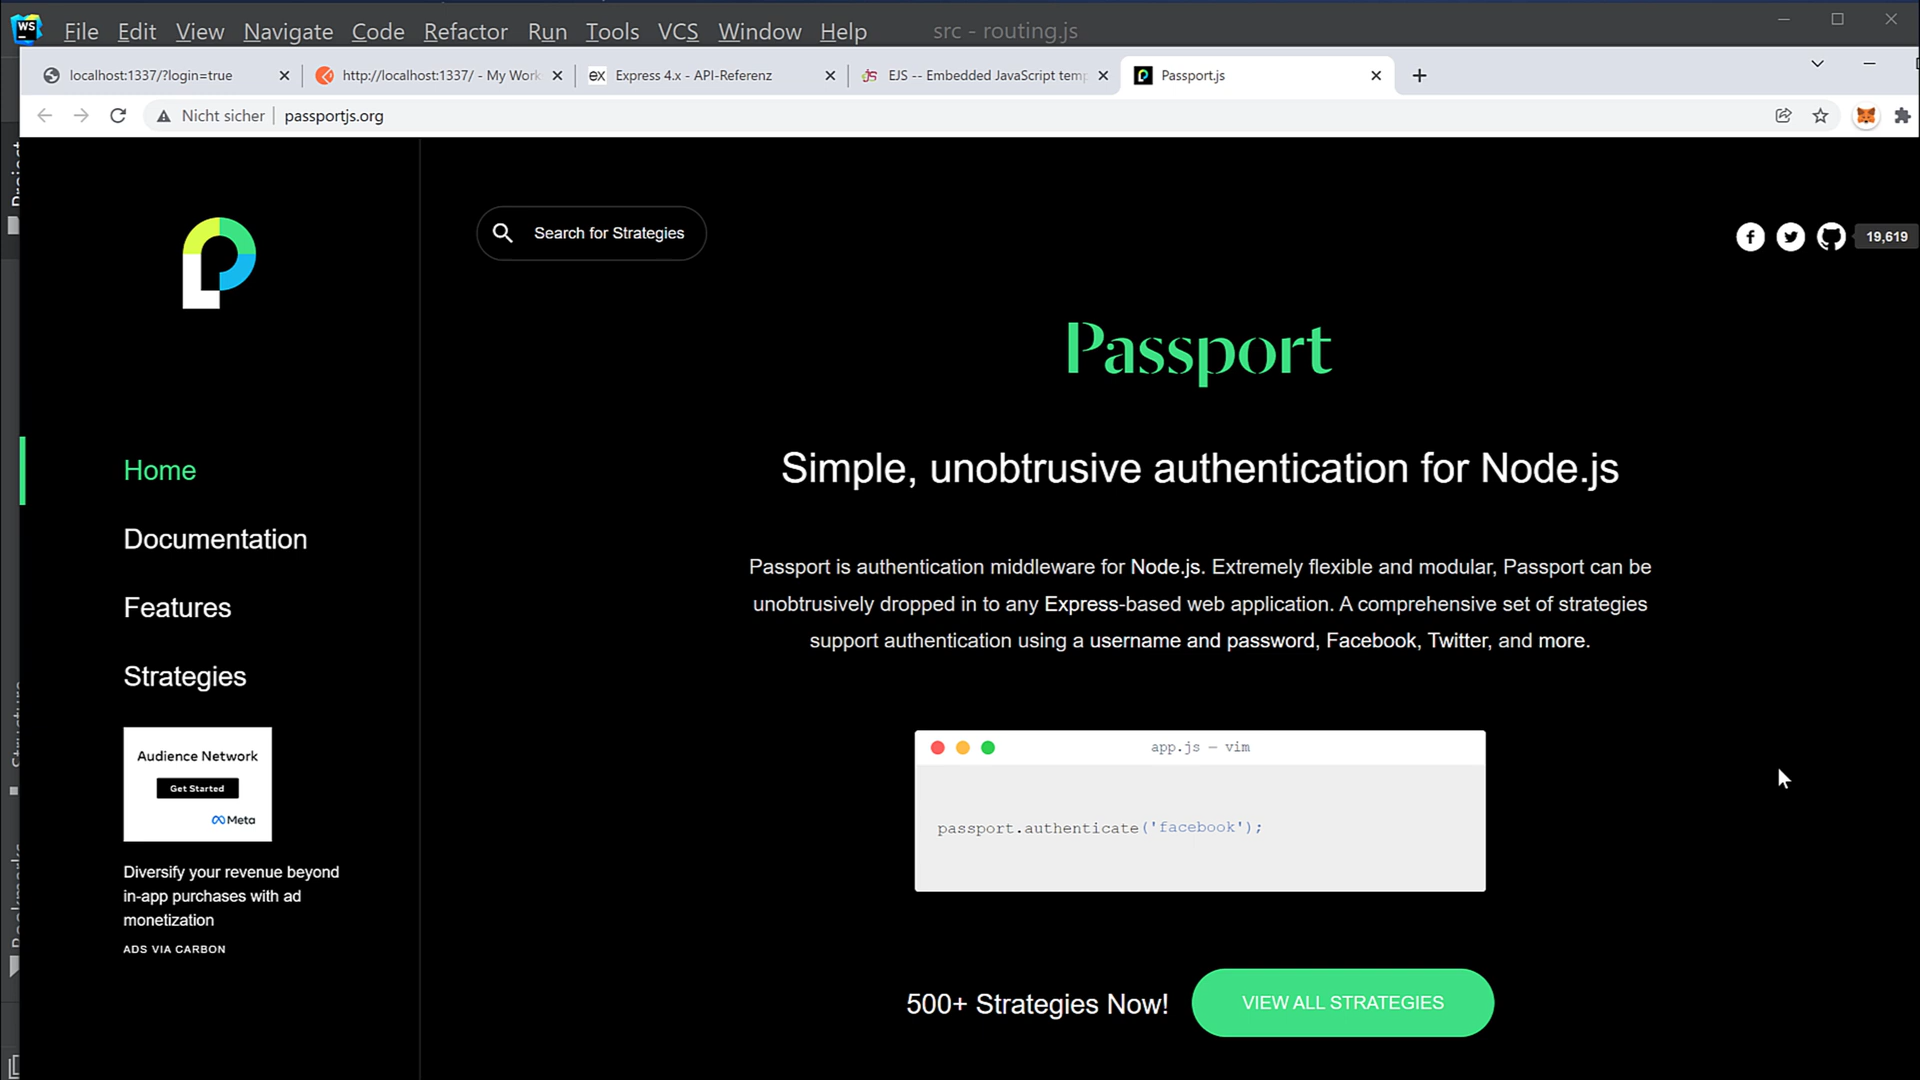 WS
File Edit View Navigate Code Refactor Run Tools VCS Window Help src - routing.js
localhost:1337/?login=true
http://localhost:1337/ - My Work
EX Express 4.x - API-Referenz
JS EJS -- Embedded JavaScript temp
Passport.js
Nicht sicher passportjs.org
Project
Search for Strategies
19,619
Passport
Simple, unobtrusive authentication for Node.js
Home
Documentation
Features
Strategies
Passport is authentication middleware for Node.js. Extremely flexible and modular, Passport can be
unobtrusively dropped in to any Express-based web application. A comprehensive set of strategies
support authentication using a username and password, Facebook, Twitter, and more.
Structure
Audience Network
Get Started
Meta
app.js – vim
passport.authenticate('facebook');
Bookmarks
Diversify your revenue beyond
in-app purchases with ad
monetization
ADS VIA CARBON
500+ Strategies Now!
VIEW ALL STRATEGIES